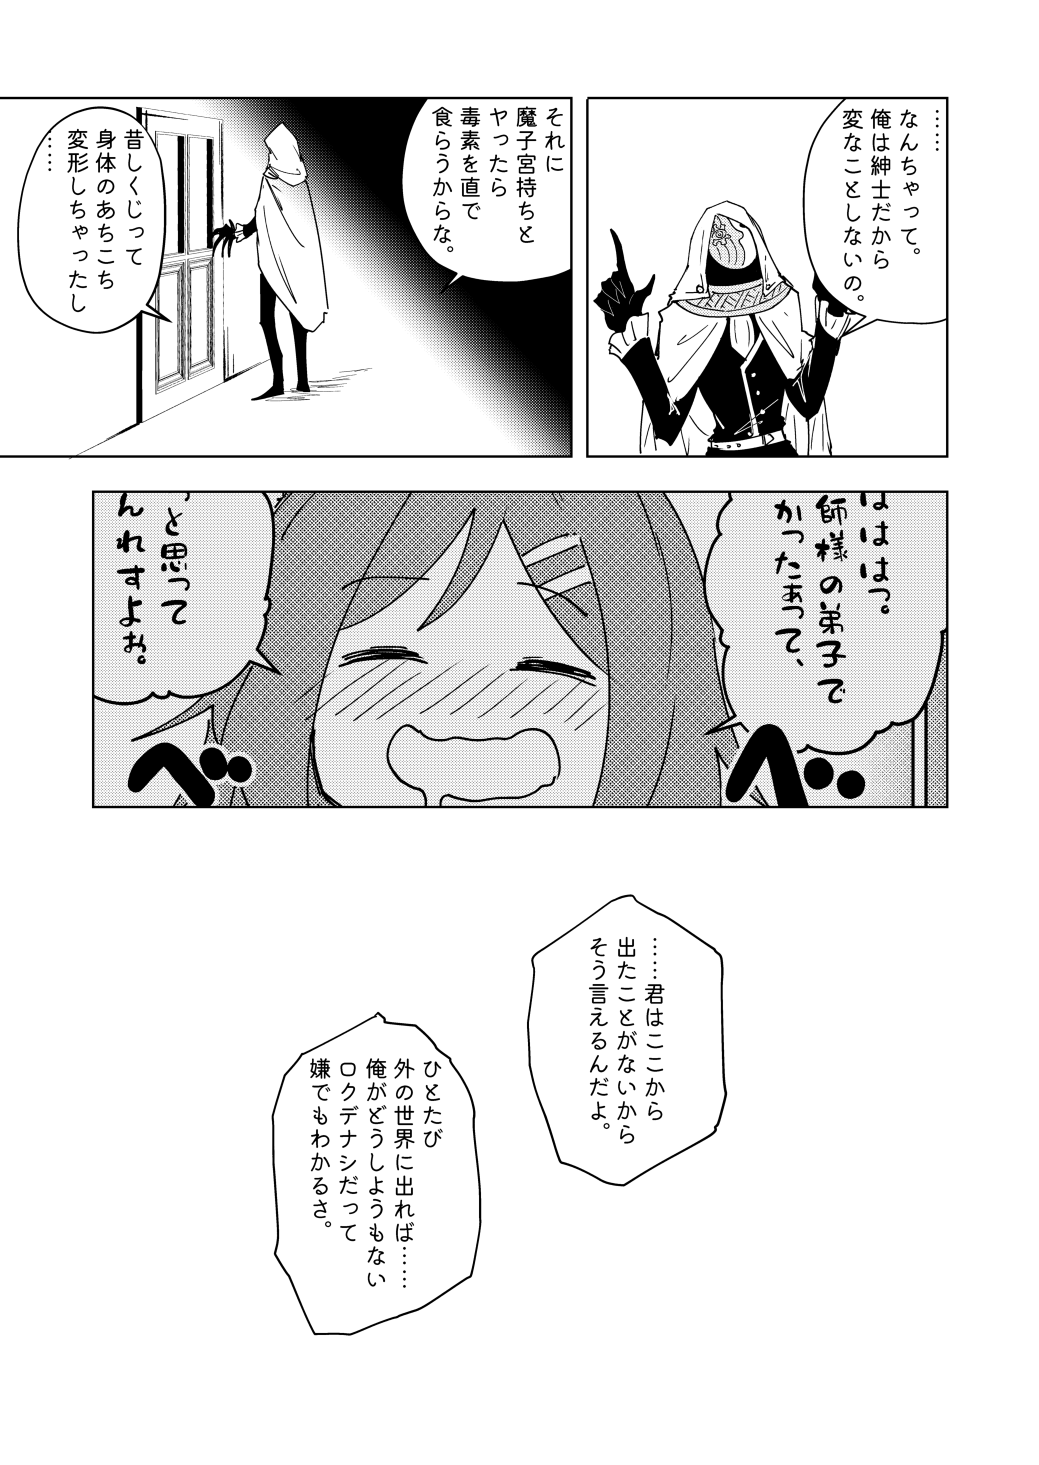 ……
なんちゃって。
俺は紳士だから
変なことしないの。
それに
魔子宮持ちと
ヤったら
毒素を直で
食らうからな。
昔しくじって
身体のあちこち
変形しちゃったし
……
ははっ。
師様の弟子で
かったぁって、
と思って
んれすよぉ。
べ
べ
……君はここから
出たことがないから
そう言えるんだよ。
ひとたび
外の世界に出れば……
俺がどうしようもない
ロクデナシだって
嫌でもわかるさ。